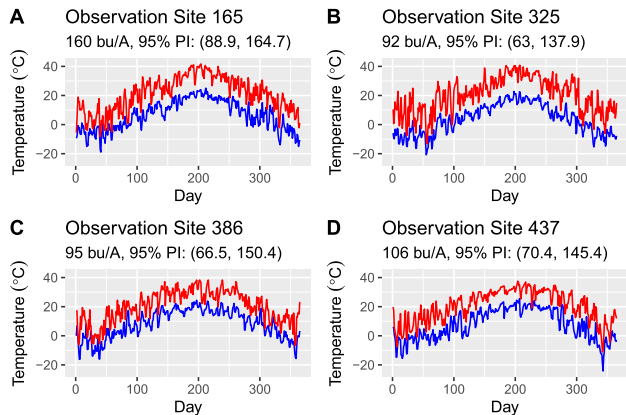 A Observation Site 165
160 bu/A, 95% PI: (88.9, 164.7)
Temperature (°C)
40
20
0
−20
0 100 200 300
Day
B Observation Site 325
92 bu/A, 95% PI: (63, 137.9)
Temperature (°C)
40
20
0
−20
0 100 200 300
Day
C Observation Site 386
95 bu/A, 95% PI: (66.5, 150.4)
Temperature (°C)
40
20
0
−20
0 100 200 300
Day
D Observation Site 437
106 bu/A, 95% PI: (70.4, 145.4)
Temperature (°C)
40
20
0
−20
0 100 200 300
Day